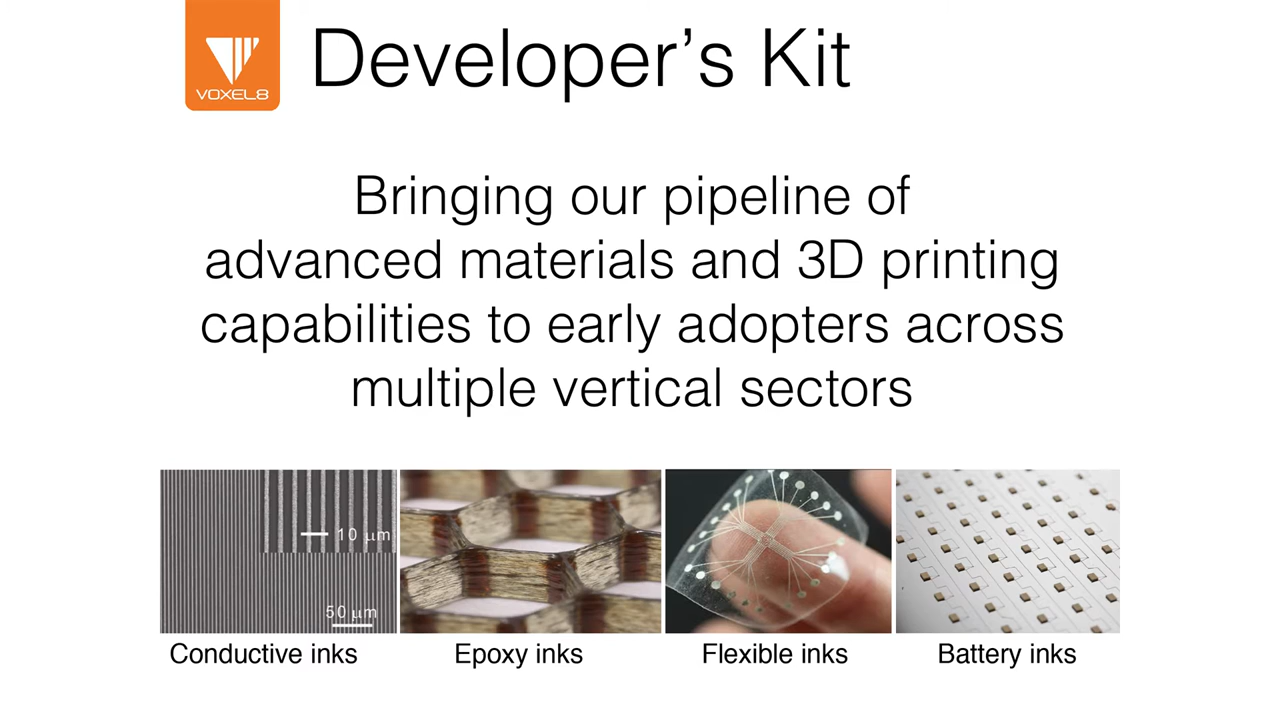 VOXEL8
Developer’s Kit
Bringing our pipeline of
advanced materials and 3D printing
capabilities to early adopters across
multiple vertical sectors
10 μm
50 μm
Conductive inks
Epoxy inks
Flexible inks
Battery inks